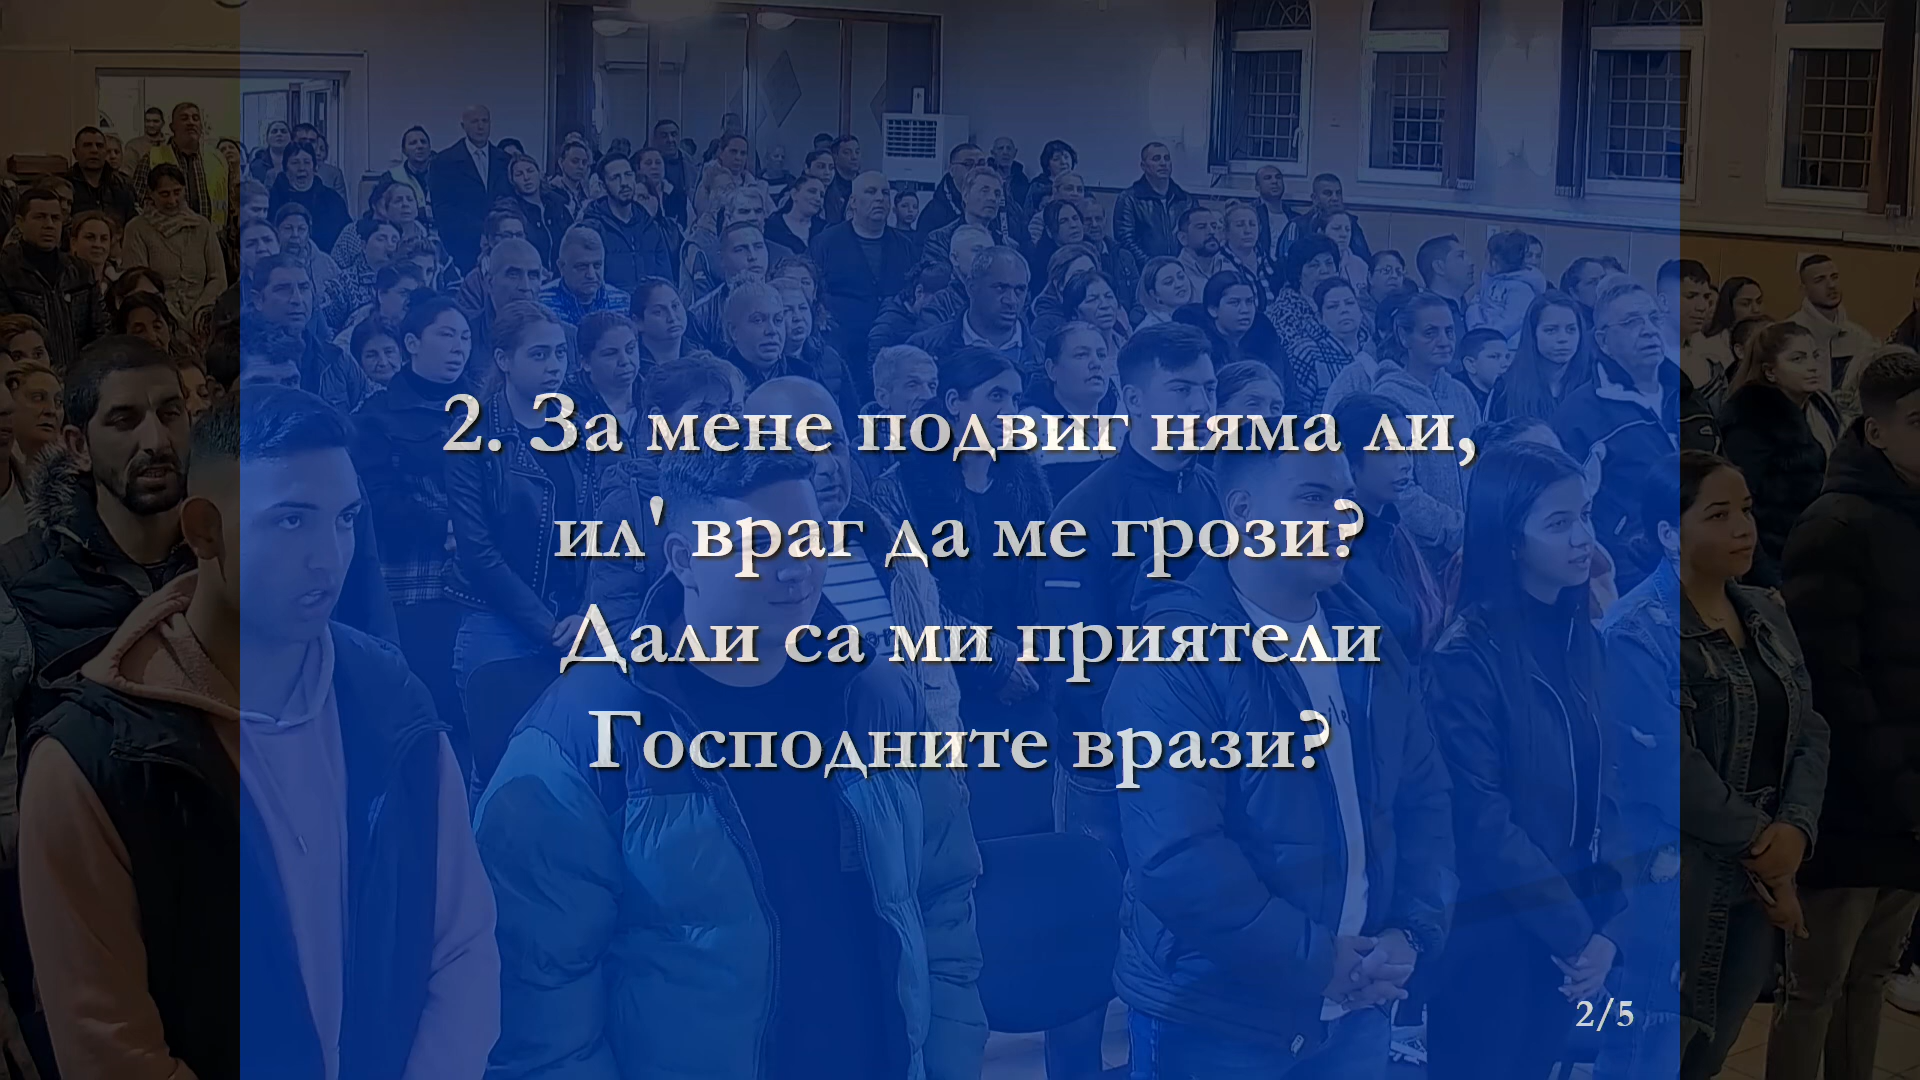 2. За мене подвиг няма ли,
ил' враг да ме грози?
Дали са ми приятели
Господните врази?
2/5